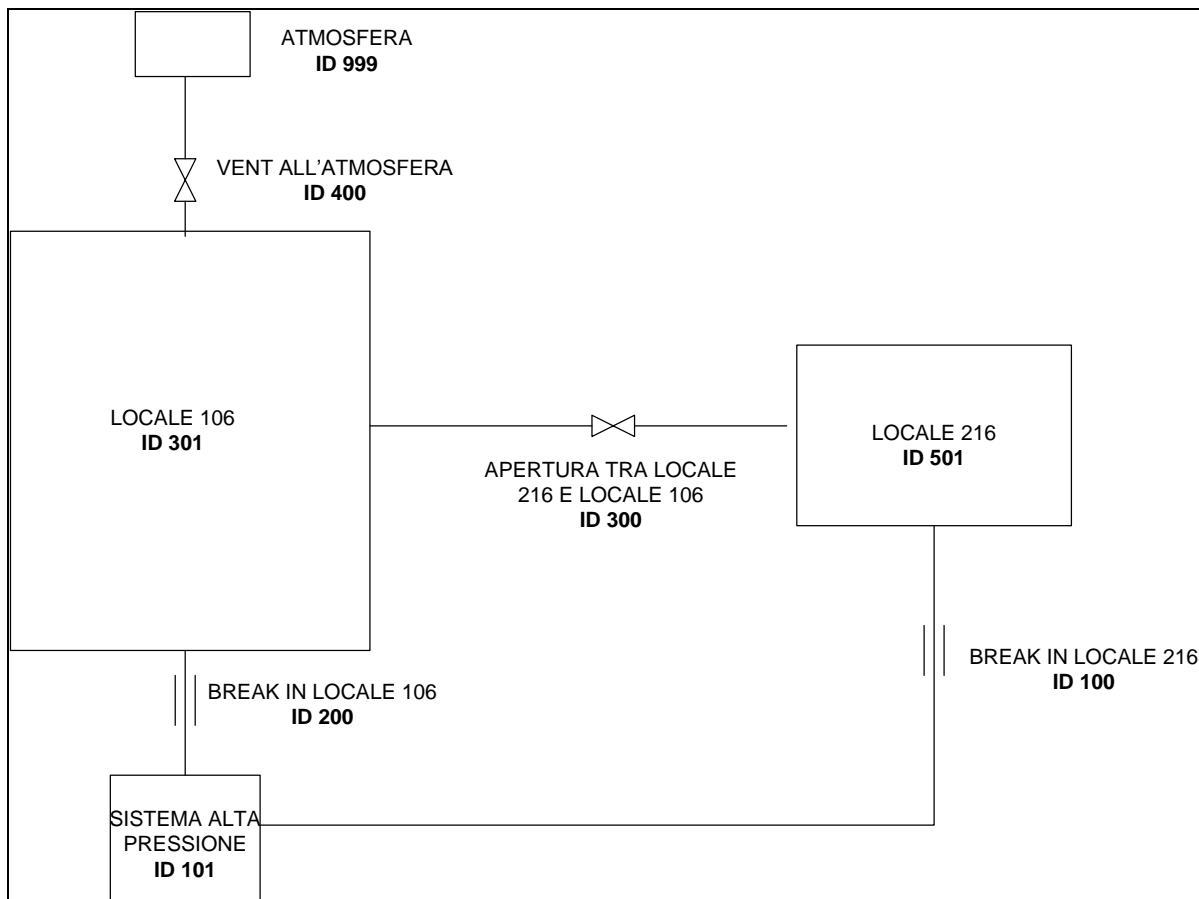 ATMOSFERA
ID 999
VENT ALL'ATMOSFERA
ID 400
LOCALE 106
ID 301
LOCALE 216
ID 501
APERTURA TRA LOCALE
216 E LOCALE 106
ID 300
BREAK IN LOCALE 216
ID 100
BREAK IN LOCALE 106
ID 200
SISTEMA ALTA
PRESSIONE
ID 101